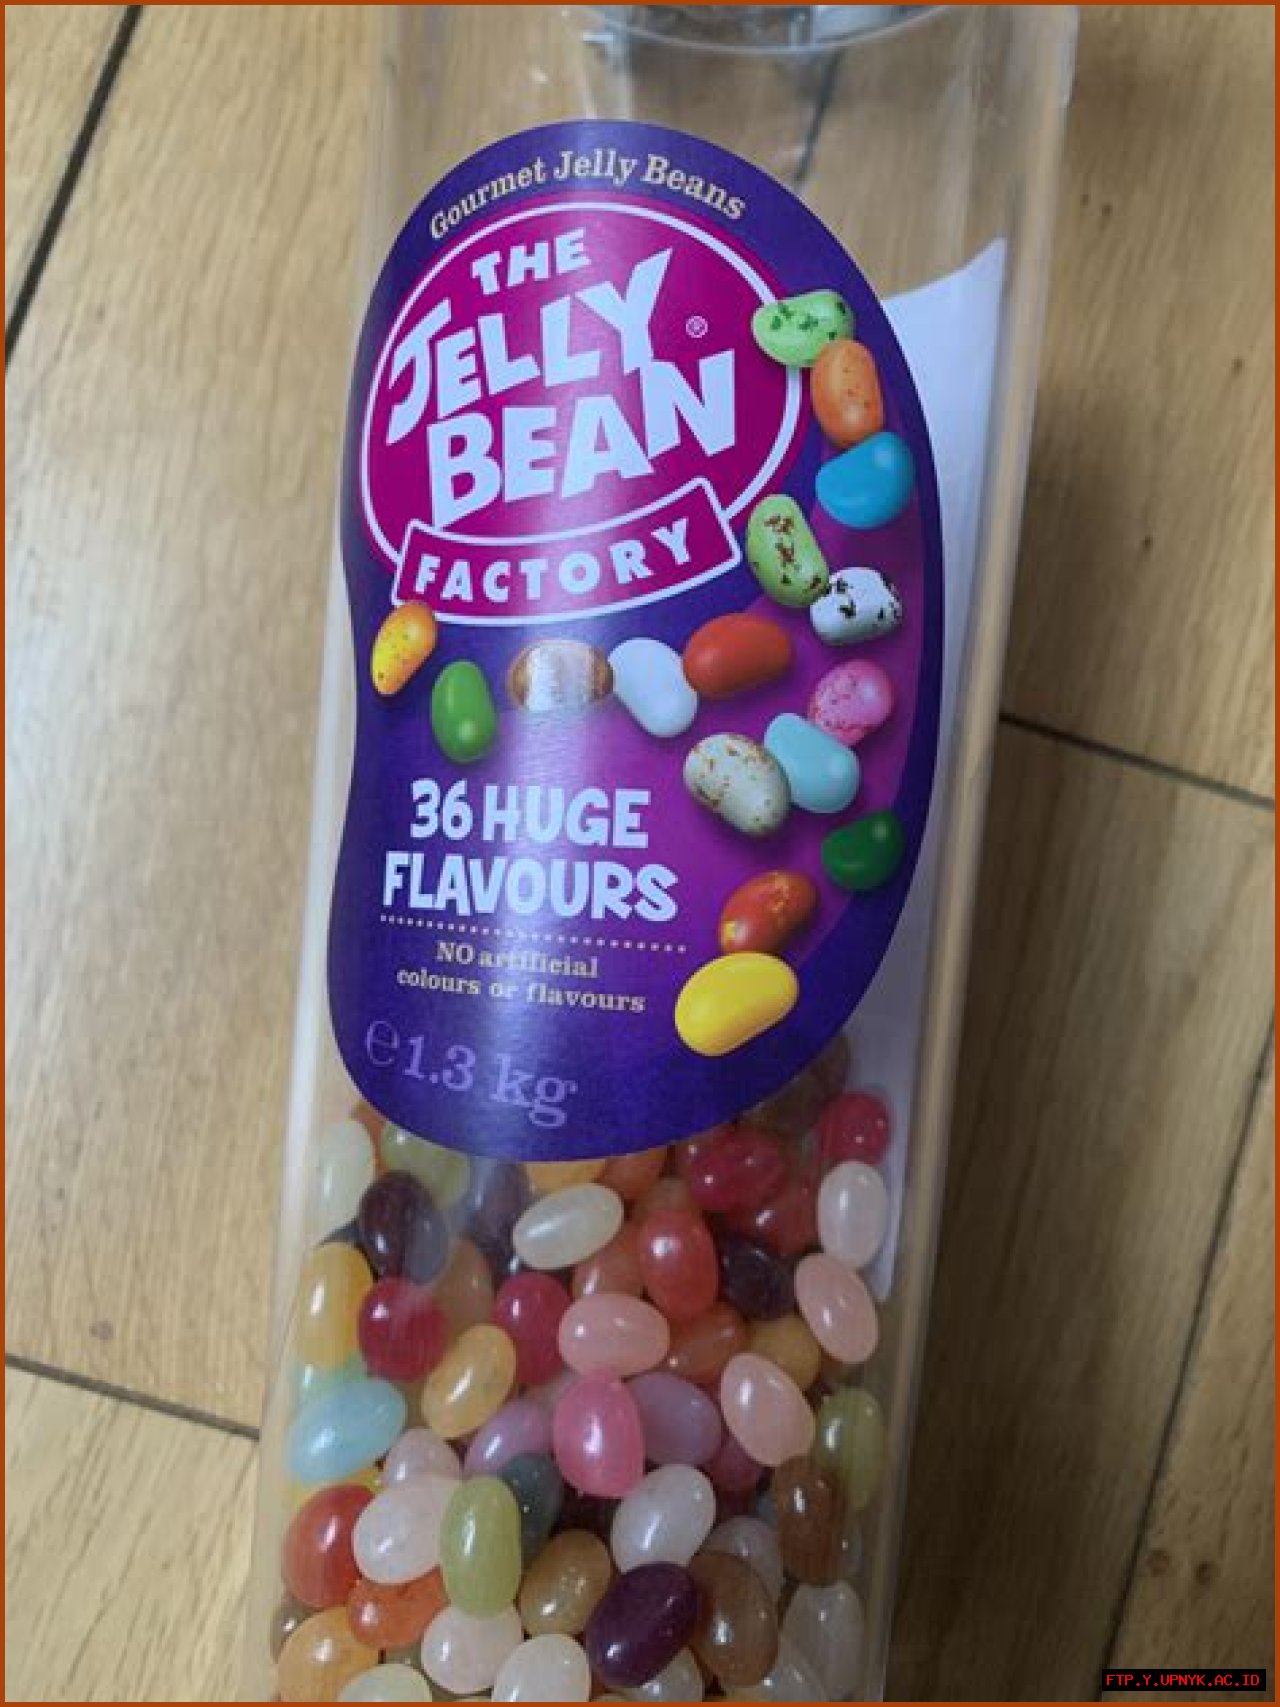 Gourmet Jelly Beans
THE
JELLY
BEAN
®
FACTORY
36 HUGE
FLAVOURS
NO artificial
colours or flavours
℮1.3 kg
FTP.Y.UPNYK.AC.ID